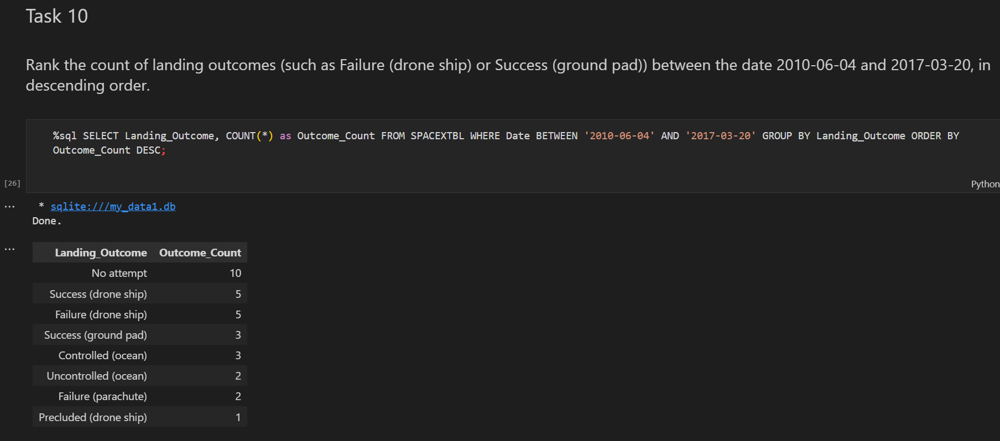 Task 10
Rank the count of landing outcomes (such as Failure (drone ship) or Success (ground pad)) between the date 2010-06-04 and 2017-03-20, in
descending order.
%sql SELECT Landing_Outcome, COUNT(*) as Outcome_Count FROM SPACEXTBL WHERE Date BETWEEN '2010-06-04' AND '2017-03-20' GROUP BY Landing_Outcome ORDER BY
Outcome_Count DESC;
[26]
Python
... * sqlite:///my_data1.db
Done.
...
Landing_Outcome Outcome_Count
No attempt 10
Success (drone ship) 5
Failure (drone ship) 5
Success (ground pad) 3
Controlled (ocean) 3
Uncontrolled (ocean) 2
Failure (parachute) 2
Precluded (drone ship) 1